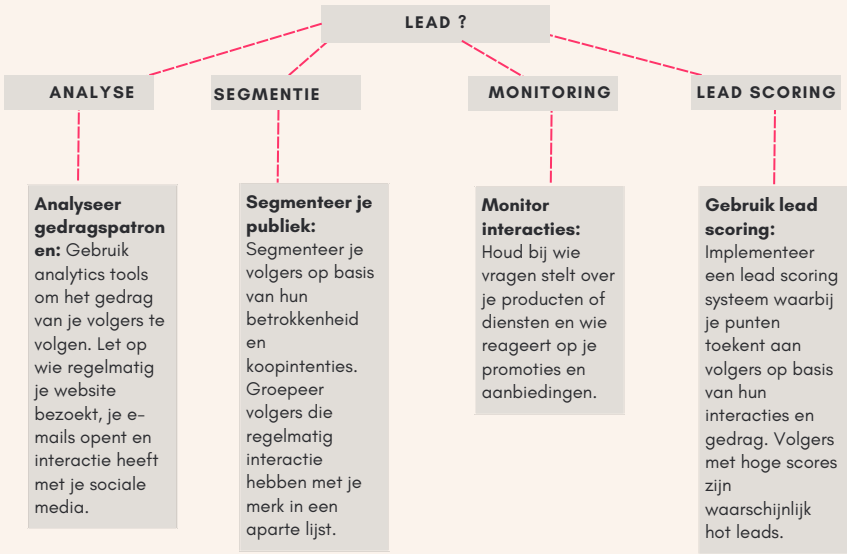 LEAD ?
ANALYSE
SEGMENTIE
MONITORING
LEAD SCORING
Analyseer
gedragspatron
en: Gebruik
analytics tools
om het gedrag
van je volgers te
volgen. Let op
wie regelmatig
je website
bezoekt, je e-
mails opent en
interactie heeft
met je sociale
media.
Segmenteer je
publiek:
Segmenteer je
volgers op basis
van hun
betrokkenheid
en
koopintenties.
Groepeer
volgers die
regelmatig
interactie
hebben met je
merk in een
aparte lijst.
Monitor
interacties:
Houd bij wie
vragen stelt over
je producten of
diensten en wie
reageert op je
promoties en
aanbiedingen.
Gebruik lead
scoring:
Implementeer
een lead scoring
systeem waarbij
je punten
toekent aan
volgers op basis
van hun
interacties en
gedrag. Volgers
met hoge scores
zijn
waarschijnlijk
hot leads.